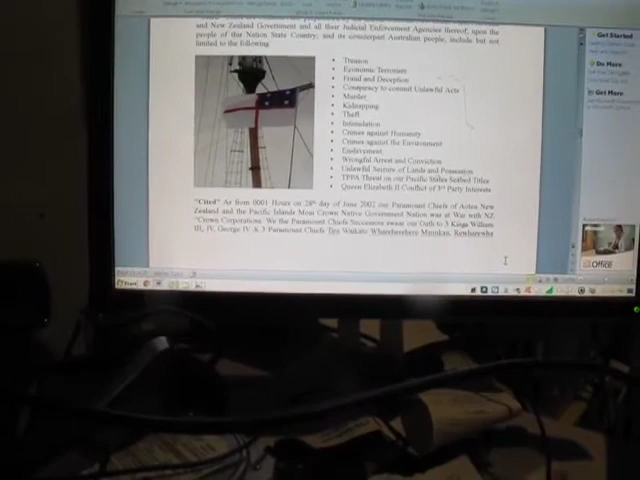 and New Zealand Government and all their Judicial Enforcement Agencies thereof, upon the
people of this Nation State Country, and its counterpart Australian people, include but not
limited to the following
• Treason
• Economic Terrorism
• Fraud and Deception
• Conspiracy to commit Unlawful Acts
• Murder
• Kidnapping
• Theft
• Intimidation
• Crimes against Humanity
• Crimes against the Environment
• Enslavement
• Wrongful Arrest and Conviction
• Unlawful Seizure of Lands and Possession
• TPPA Threat on our Pacific States Seabed Titles
• Queen Elizabeth II Conflict of 3rd Party Interests
"Cited" As from 0001 Hours on 28th day of June 2002 our Paramount Chiefs of Aotea New
Zealand and the Pacific Islands Moai Crown Native Government Nation was at War with NZ
"Crown Corporations. We the Paramount Chiefs Successors swear our Oath to 3 Kings William
III, IV, George IV & 3 Paramount Chiefs
Get Started
Do More
Get More
Office
Start